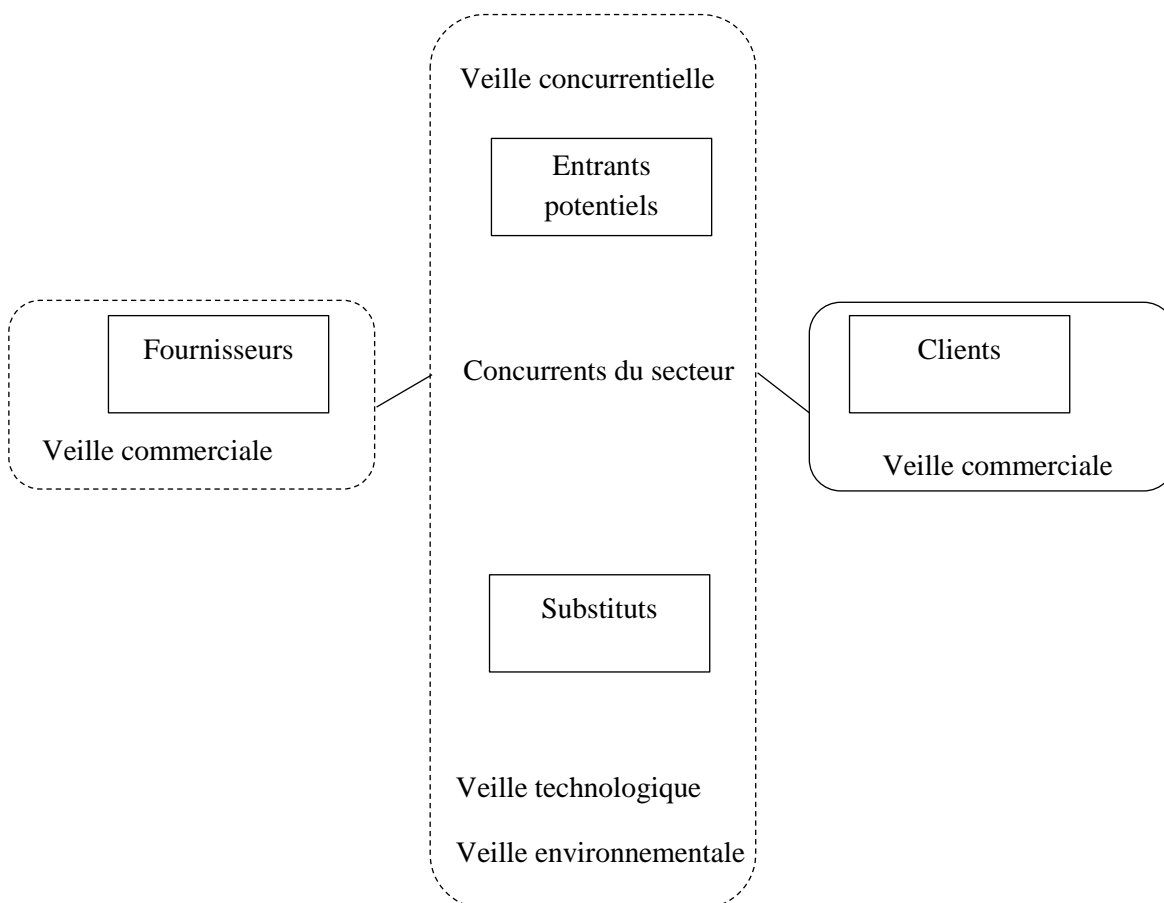 Veille concurrentielle
Entrants
potentiels
Fournisseurs
Veille commerciale
Concurrents du secteur
Clients
Veille commerciale
Substituts
Veille technologique
Veille environnementale